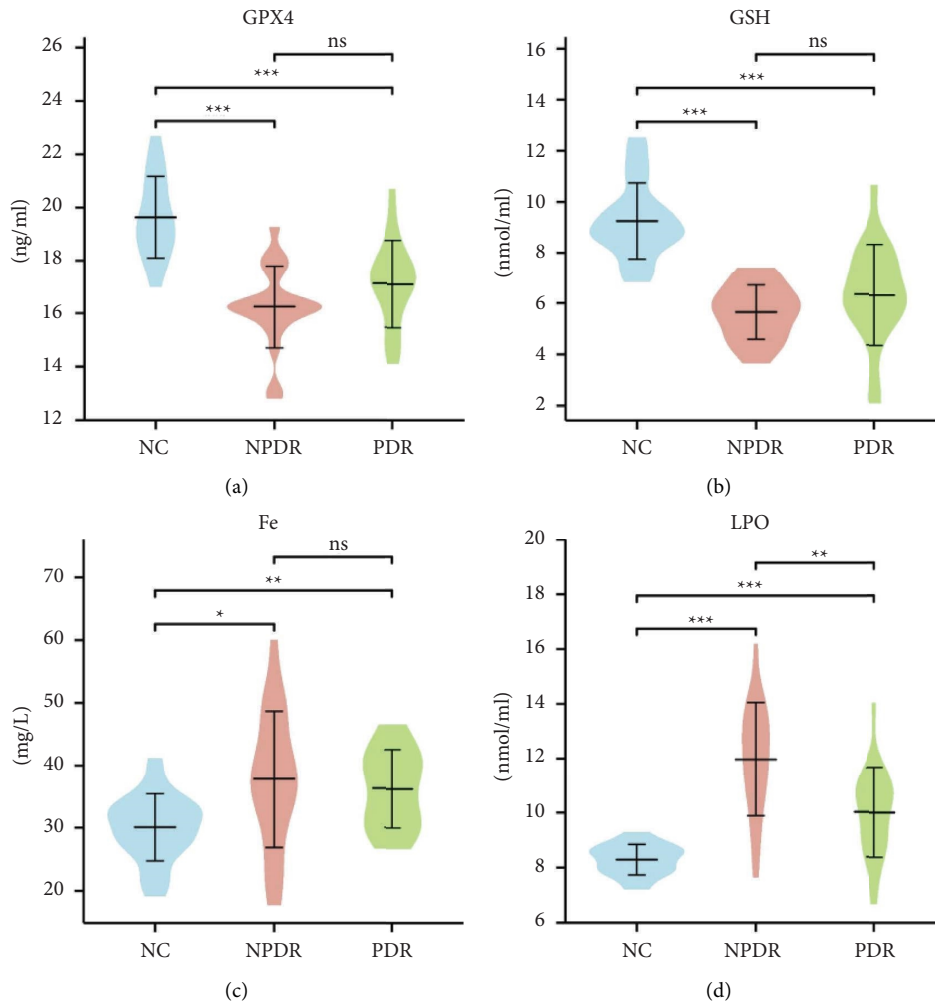 GPX4
26
24
22
20
18
16
14
12
(ng/ml)
ns
***
***
NC NPDR PDR
(a)
GSH
16
14
12
10
8
6
4
2
(nmol/ml)
ns
***
***
NC NPDR PDR
(b)
Fe
70
60
50
40
30
20
(mg/L)
ns
**
*
NC NPDR PDR
(c)
LPO
20
18
16
14
12
10
8
6
(nmol/ml)
**
***
***
NC NPDR PDR
(d)